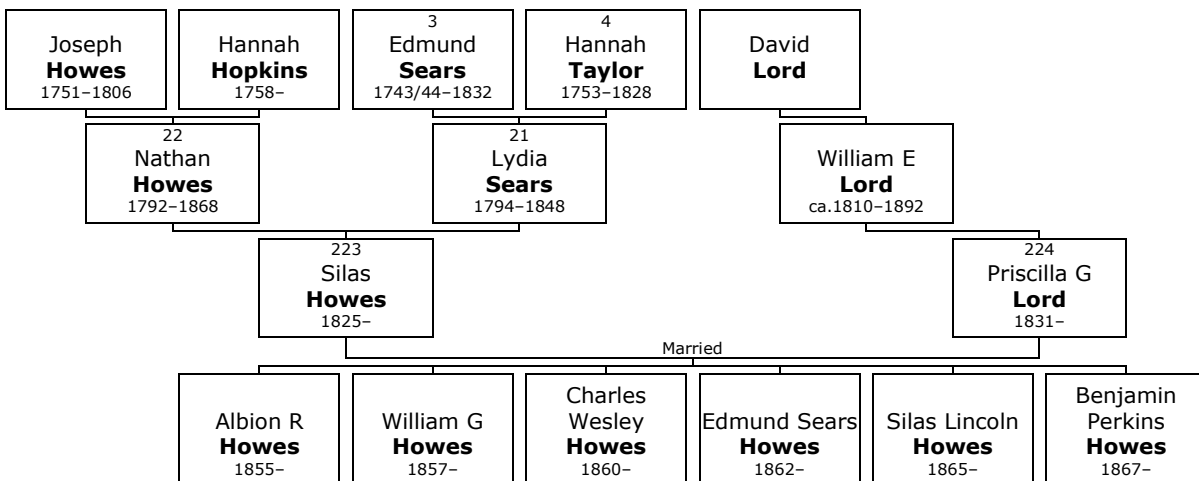 Joseph
Howes
1751–1806
Hannah
Hopkins
1758–
3
Edmund
Sears
1743/44–1832
4
Hannah
Taylor
1753–1828
David
Lord
22
Nathan
Howes
1792–1868
21
Lydia
Sears
1794–1848
William E
Lord
ca.1810–1892
223
Silas
Howes
1825–
224
Priscilla G
Lord
1831–
Married
Albion R
Howes
1855–
William G
Howes
1857–
Charles
Wesley
Howes
1860–
Edmund Sears
Howes
1862–
Silas Lincoln
Howes
1865–
Benjamin
Perkins
Howes
1867–